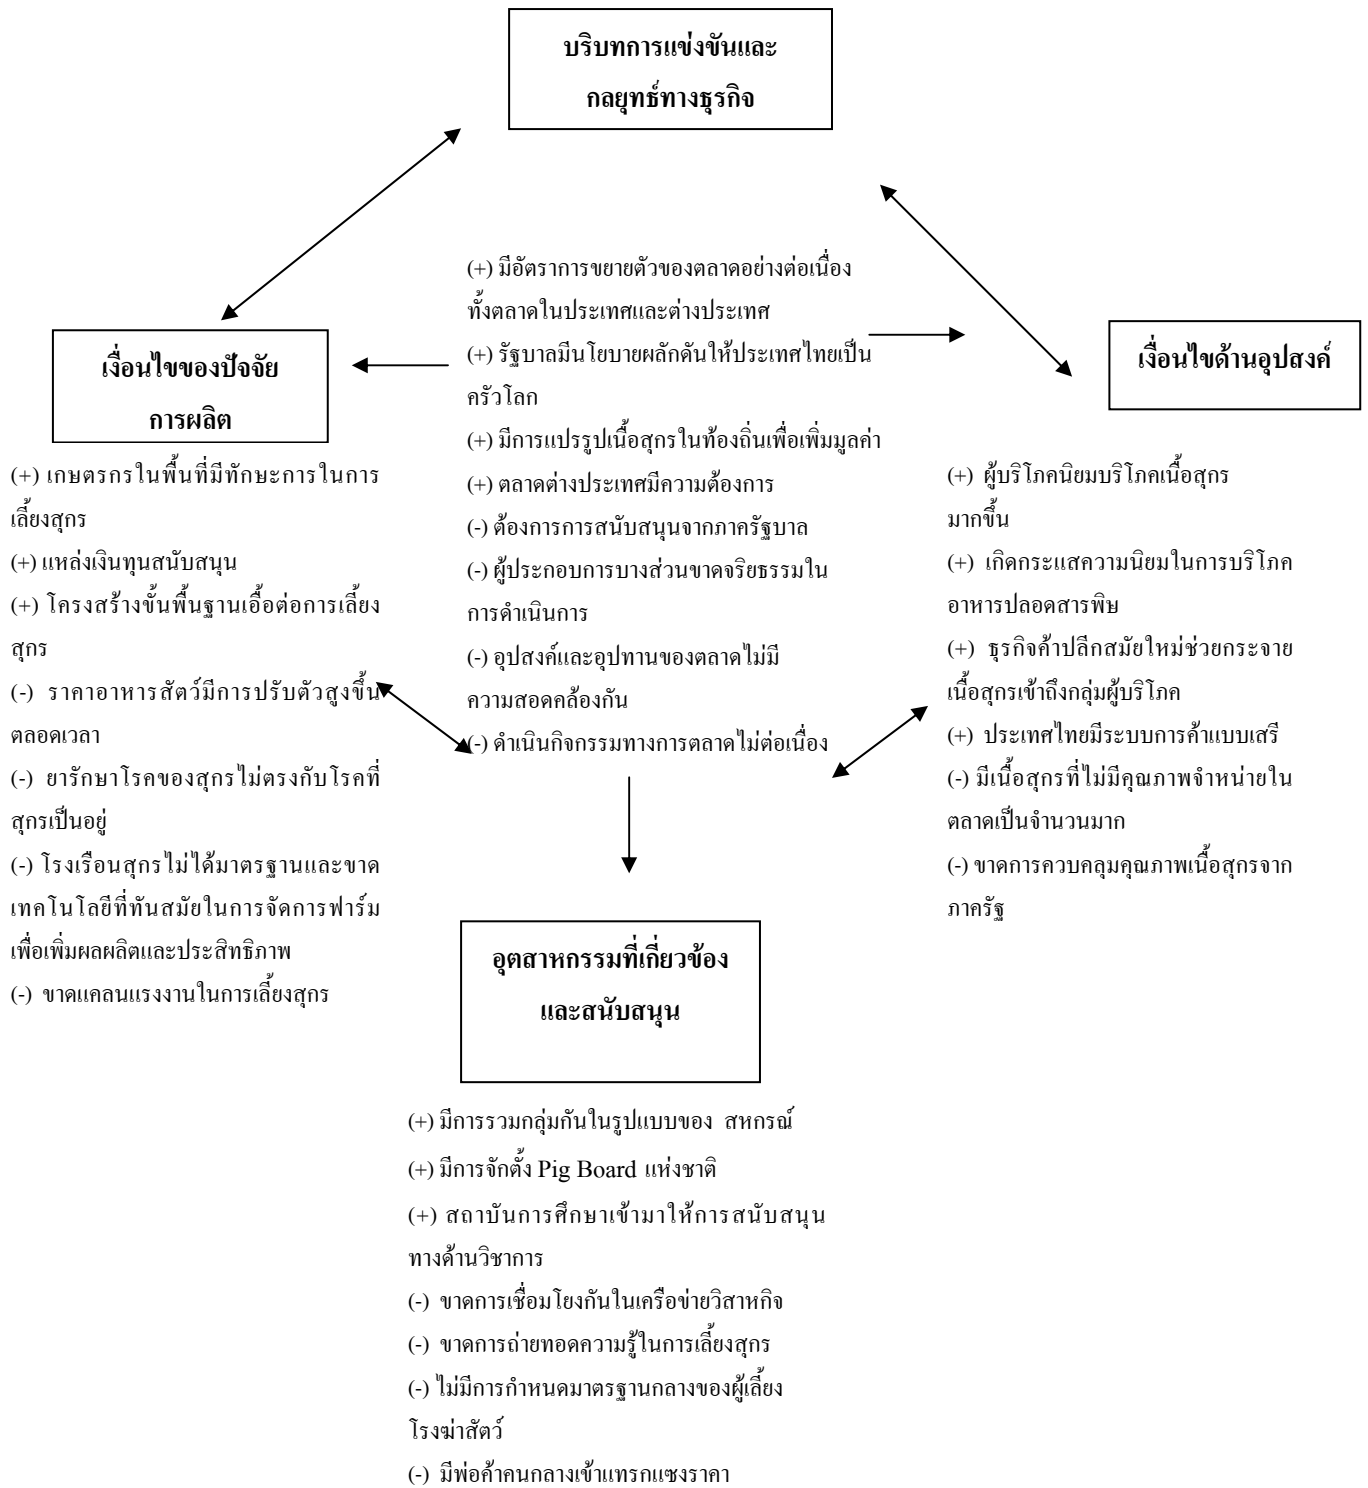 บริบทการแข่งขันและ
กลยุทธ์ทางธุรกิจ
(+) มีอัตราการขยายตัวของตลาดอย่างต่อเนื่อง
ทั้งตลาดในประเทศและต่างประเทศ
(+) รัฐบาลมีนโยบายผลักดันให้ประเทศไทยเป็น
ครัวโลก
(+) มีการแปรรูปเนื้อสุกรในท้องถิ่นเพื่อเพิ่มมูลค่า
(+) ตลาดต่างประเทศมีความต้องการ
(-) ต้องการการสนับสนุนจากภาครัฐบาล
(-) ผู้ประกอบการบางส่วนขาดจริยธรรมใน
การดำเนินการ
(-) อุปสงค์และอุปทานของตลาดไม่มี
ความสอดคล้องกัน
(-) ดำเนินกิจกรรมทางการตลาดไม่ต่อเนื่อง
เงื่อนไขของปัจจัย
การผลิต
(+) เกษตรกรในพื้นที่มีทักษะการในการ
เลี้ยงสุกร
(+) แหล่งเงินทุนสนับสนุน
(+) โครงสร้างขั้นพื้นฐานเอื้อต่อการเลี้ยง
สุกร
(-) ราคาอาหารสัตว์มีการปรับตัวสูงขึ้น
ตลอดเวลา
(-) ยารักษาโรคของสุกรไม่ตรงกับโรคที่
สุกรเป็นอยู่
(-) โรงเรือนสุกรไม่ได้มาตรฐานและขาด
เทคโนโลยีที่ทันสมัยในการจัดการฟาร์ม
เพื่อเพิ่มผลผลิตและประสิทธิภาพ
(-) ขาดแคลนแรงงานในการเลี้ยงสุกร
เงื่อนไขด้านอุปสงค์
(+) ผู้บริโภคนิยมบริโภคเนื้อสุกร
มากขึ้น
(+) เกิดกระแสความนิยมในการบริโภค
อาหารปลอดสารพิษ
(+) ธุรกิจค้าปลีกสมัยใหม่ช่วยกระจาย
เนื้อสุกรเข้าถึงกลุ่มผู้บริโภค
(+) ประเทศไทยมีระบบการค้าแบบเสรี
(-) มีเนื้อสุกรที่ไม่มีคุณภาพจำหน่ายใน
ตลาดเป็นจำนวนมาก
(-) ขาดการควบคลุมคุณภาพเนื้อสุกรจาก
ภาครัฐ
อุตสาหกรรมที่เกี่ยวข้อง
และสนับสนุน
(+) มีการรวมกลุ่มกันในรูปแบบของ สหกรณ์
(+) มีการจักตั้ง Pig Board แห่งชาติ
(+) สถาบันการศึกษาเข้ามาให้การสนับสนุน
ทางด้านวิชาการ
(-) ขาดการเชื่อมโยงกันในเครือข่ายวิสาหกิจ
(-) ขาดการถ่ายทอดความรู้ในการเลี้ยงสุกร
(-) ไม่มีการกำหนดมาตรฐานกลางของผู้เลี้ยง
โรงฆ่าสัตว์
(-) มีพ่อค้าคนกลางเข้าแทรกแซงราคา